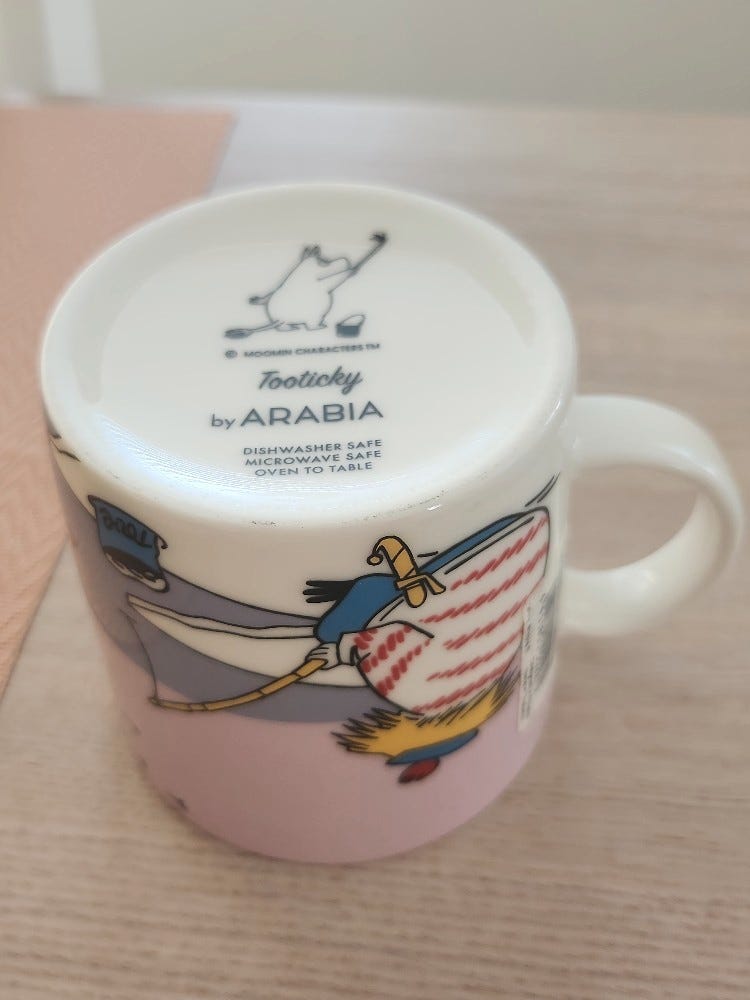 © MOOMIN CHARACTERS™
Tooticky
by ARABIA
DISHWASHER SAFE
MICROWAVE SAFE
OVEN TO TABLE